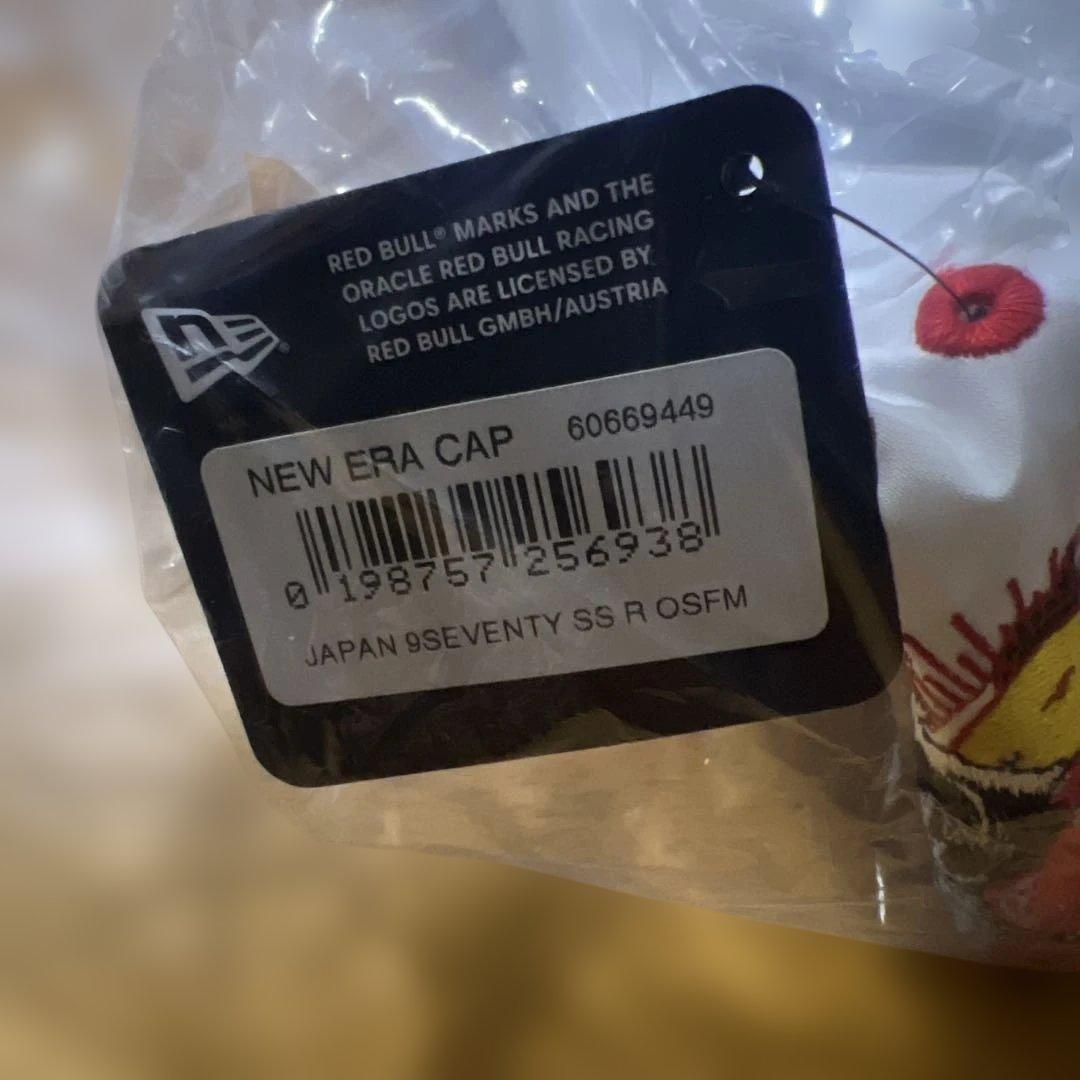 RED BULL® MARKS AND THE
ORACLE RED BULL RACING
LOGOS ARE LICENSED BY
RED BULL GMBH/AUSTRIA
NEW ERA CAP 60669449
0 198757 256938
JAPAN 9SEVENTY SS R OSFM